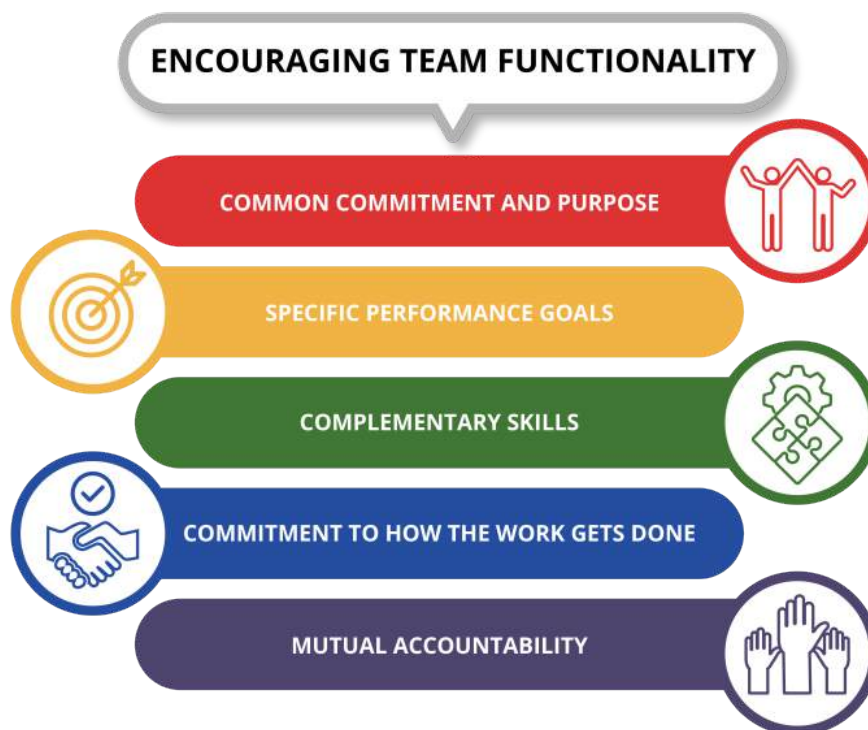 ENCOURAGING TEAM FUNCTIONALITY
COMMON COMMITMENT AND PURPOSE
SPECIFIC PERFORMANCE GOALS
COMPLEMENTARY SKILLS
COMMITMENT TO HOW THE WORK GETS DONE
MUTUAL ACCOUNTABILITY